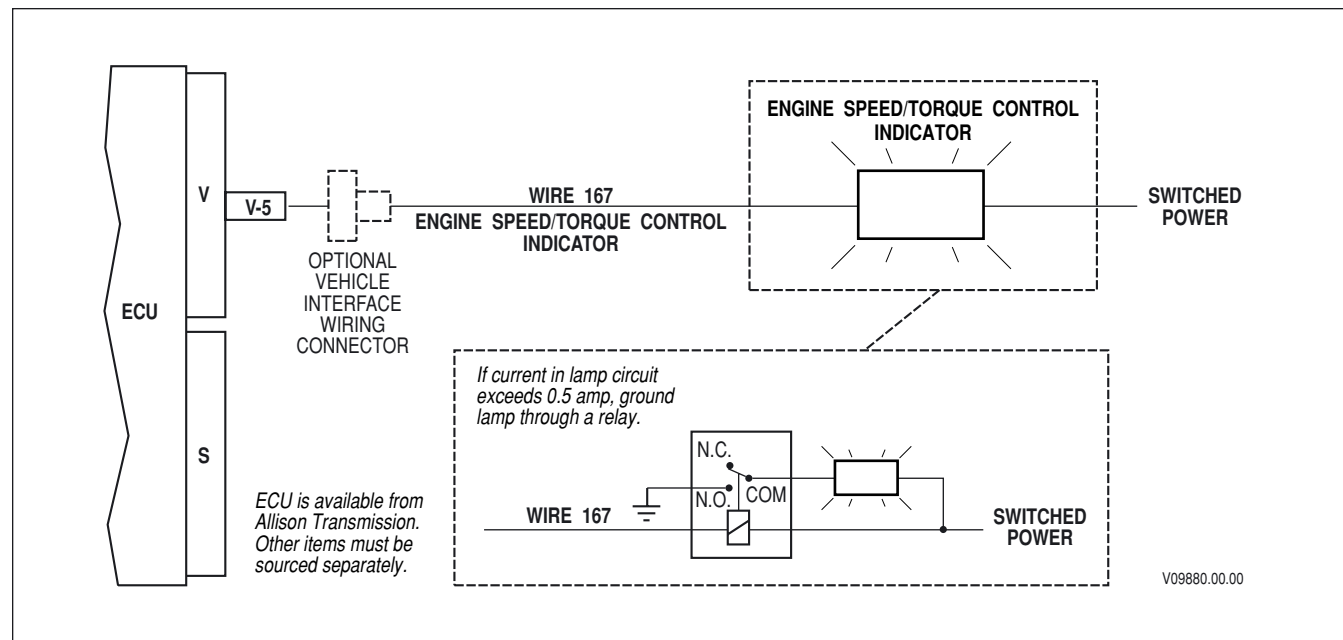 ENGINE SPEED/TORQUE CONTROL
INDICATOR
V
V-5
WIRE 167
ENGINE SPEED/TORQUE CONTROL
INDICATOR
SWITCHED
POWER
OPTIONAL
VEHICLE
INTERFACE
WIRING
CONNECTOR
ECU
S
ECU is available from
Allison Transmission.
Other items must be
sourced separately.
If current in lamp circuit
exceeds 0.5 amp, ground
lamp through a relay.
N.C.
N.O.
COM
WIRE 167
SWITCHED
POWER
V09880.00.00